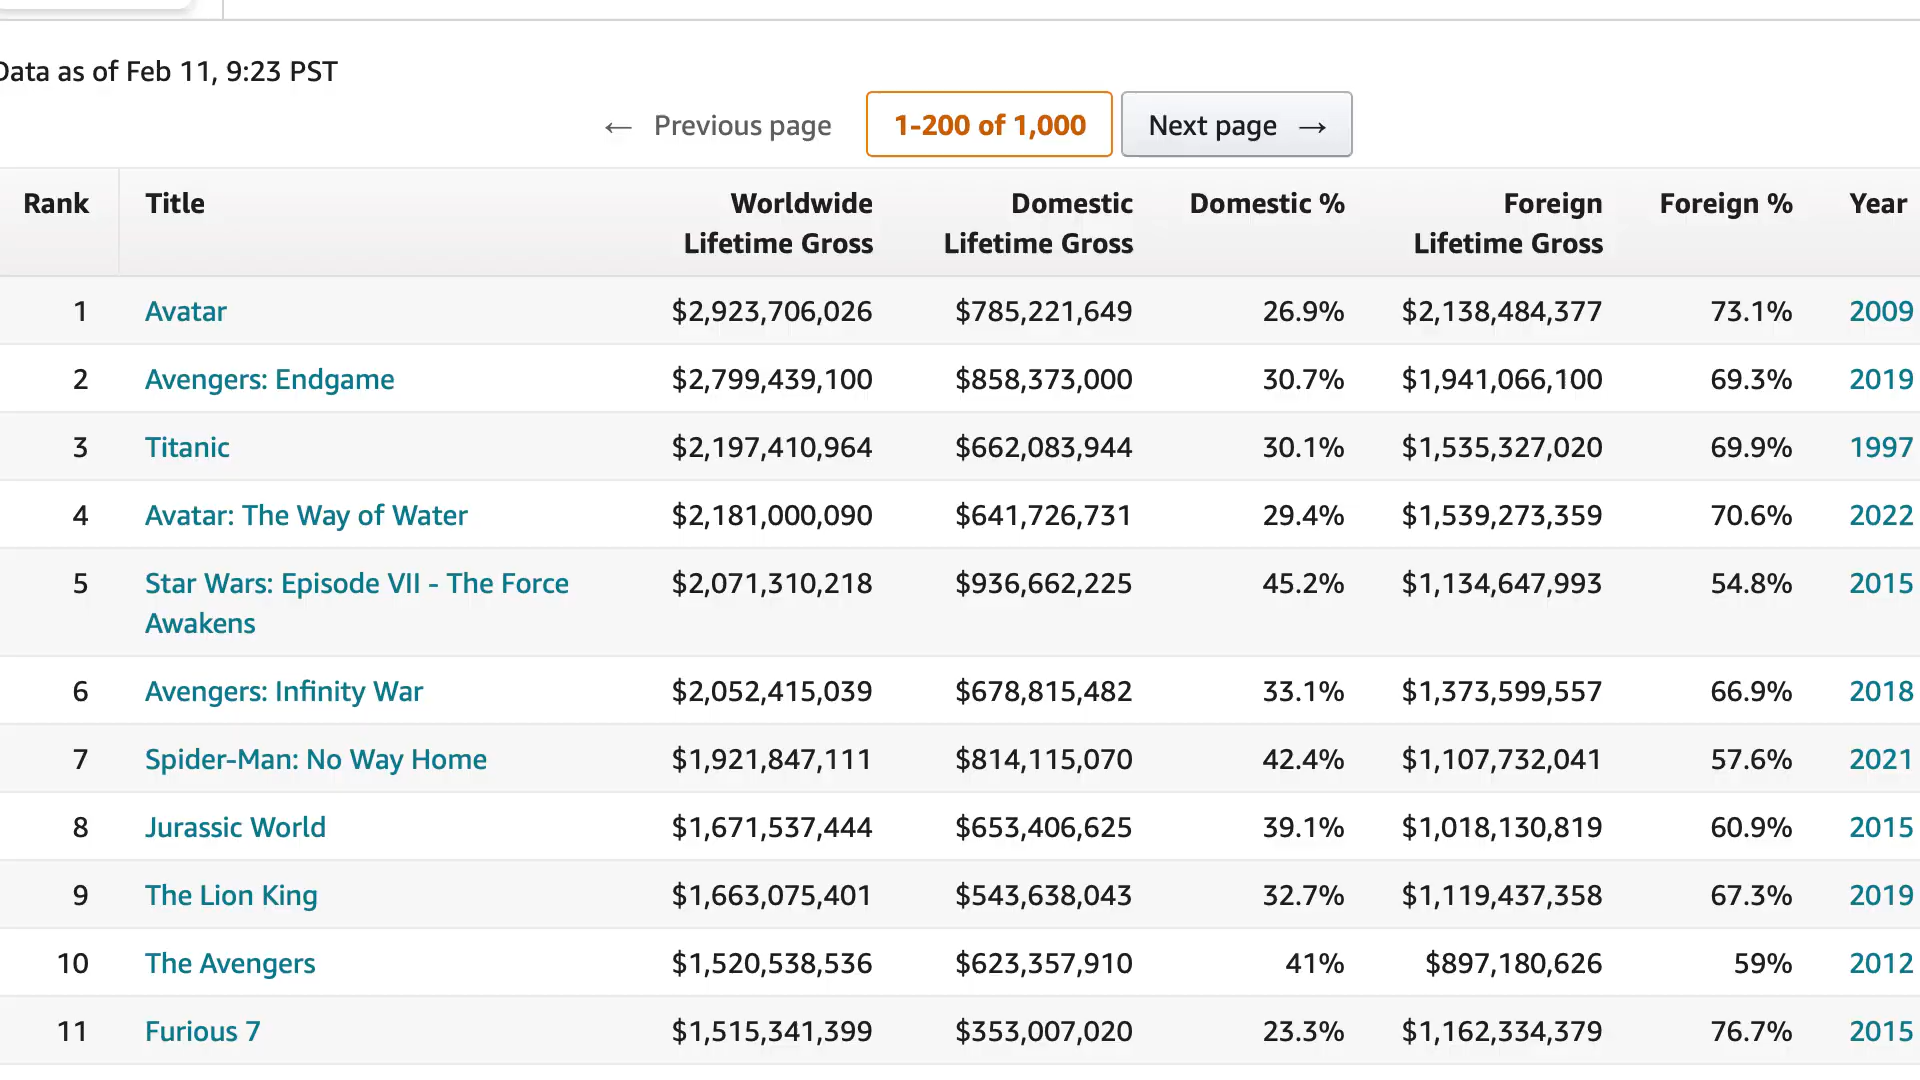 Data as of Feb 11, 9:23 PST
← Previous page 1-200 of 1,000 Next page →
Rank Title Worldwide Lifetime Gross Domestic Lifetime Gross Domestic % Foreign Lifetime Gross Foreign % Year
1 Avatar $2,923,706,026 $785,221,649 26.9% $2,138,484,377 73.1% 2009
2 Avengers: Endgame $2,799,439,100 $858,373,000 30.7% $1,941,066,100 69.3% 2019
3 Titanic $2,197,410,964 $662,083,944 30.1% $1,535,327,020 69.9% 1997
4 Avatar: The Way of Water $2,181,000,090 $641,726,731 29.4% $1,539,273,359 70.6% 2022
5 Star Wars: Episode VII - The Force Awakens $2,071,310,218 $936,662,225 45.2% $1,134,647,993 54.8% 2015
6 Avengers: Infinity War $2,052,415,039 $678,815,482 33.1% $1,373,599,557 66.9% 2018
7 Spider-Man: No Way Home $1,921,847,111 $814,115,070 42.4% $1,107,732,041 57.6% 2021
8 Jurassic World $1,671,537,444 $653,406,625 39.1% $1,018,130,819 60.9% 2015
9 The Lion King $1,663,075,401 $543,638,043 32.7% $1,119,437,358 67.3% 2019
10 The Avengers $1,520,538,536 $623,357,910 41% $897,180,626 59% 2012
11 Furious 7 $1,515,341,399 $353,007,020 23.3% $1,162,334,379 76.7% 2015